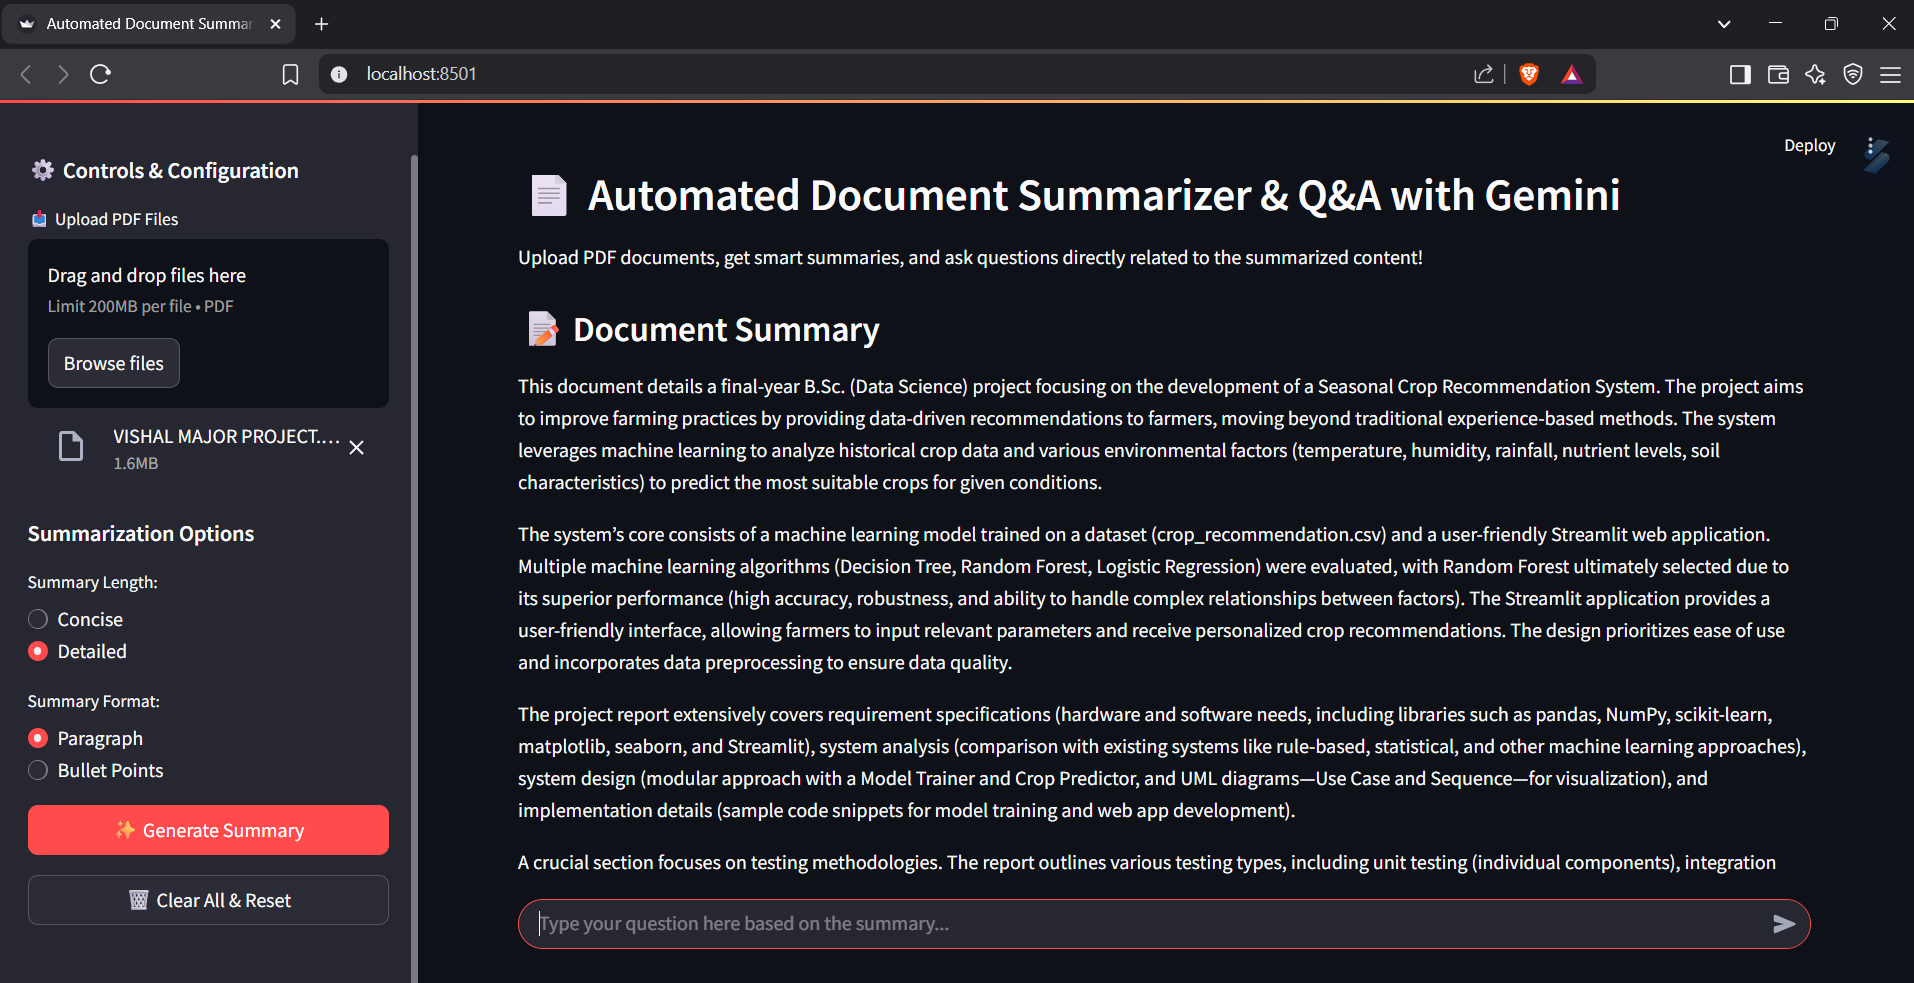 Automated Document Summar
localhost:8501
Deploy
Controls & Configuration
Upload PDF Files
Drag and drop files here
Limit 200MB per file • PDF
Browse files
VISHAL MAJOR PROJECT....
1.6MB
Summarization Options
Summary Length:
Concise
Detailed
Summary Format:
Paragraph
Bullet Points
Generate Summary
Clear All & Reset
Automated Document Summarizer & Q&A with Gemini
Upload PDF documents, get smart summaries, and ask questions directly related to the summarized content!
Document Summary
This document details a final-year B.Sc. (Data Science) project focusing on the development of a Seasonal Crop Recommendation System. The project aims
to improve farming practices by providing data-driven recommendations to farmers, moving beyond traditional experience-based methods. The system
leverages machine learning to analyze historical crop data and various environmental factors (temperature, humidity, rainfall, nutrient levels, soil
characteristics) to predict the most suitable crops for given conditions.
The system’s core consists of a machine learning model trained on a dataset (crop_recommendation.csv) and a user-friendly Streamlit web application.
Multiple machine learning algorithms (Decision Tree, Random Forest, Logistic Regression) were evaluated, with Random Forest ultimately selected due to
its superior performance (high accuracy, robustness, and ability to handle complex relationships between factors). The Streamlit application provides a
user-friendly interface, allowing farmers to input relevant parameters and receive personalized crop recommendations. The design prioritizes ease of use
and incorporates data preprocessing to ensure data quality.
The project report extensively covers requirement specifications (hardware and software needs, including libraries such as pandas, NumPy, scikit-learn,
matplotlib, seaborn, and Streamlit), system analysis (comparison with existing systems like rule-based, statistical, and other machine learning approaches),
system design (modular approach with a Model Trainer and Crop Predictor, and UML diagrams—Use Case and Sequence—for visualization), and
implementation details (sample code snippets for model training and web app development).
A crucial section focuses on testing methodologies. The report outlines various testing types, including unit testing (individual components), integration
Type your question here based on the summary...